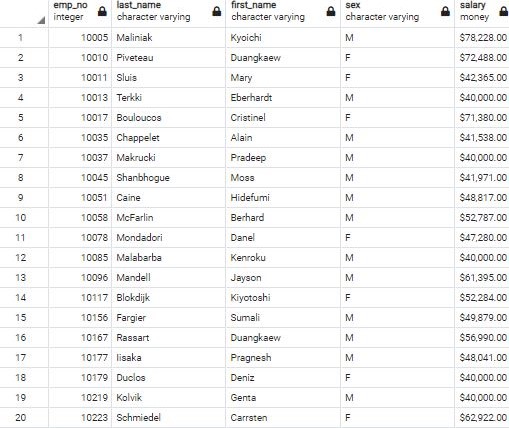 emp_no last_name first_name sex salary
integer character varying character varying character varying money
1 10005 Maliniak Kyoichi M $78,228.00
2 10010 Piveteau Duangkaew F $72,488.00
3 10011 Sluis Mary F $42,365.00
4 10013 Terkki Eberhardt M $40,000.00
5 10017 Bouloucos Cristinel F $71,380.00
6 10035 Chappelet Alain M $41,538.00
7 10037 Makrucki Pradeep M $40,000.00
8 10045 Shanbhogue Moss M $41,971.00
9 10051 Caine Hidefumi M $48,817.00
10 10058 McFarlin Berhard M $52,787.00
11 10078 Mondadori Danel F $47,280.00
12 10085 Malabarba Kenroku M $40,000.00
13 10096 Mandell Jayson M $61,395.00
14 10117 Blokdijk Kiyotoshi F $52,284.00
15 10156 Fargier Sumali M $49,879.00
16 10167 Rassart Duangkaew M $56,990.00
17 10177 Iisaka Pragnesh M $48,041.00
18 10179 Duclos Deniz F $40,000.00
19 10219 Kolvik Genta M $40,000.00
20 10223 Schmiedel Carrsten F $62,922.00